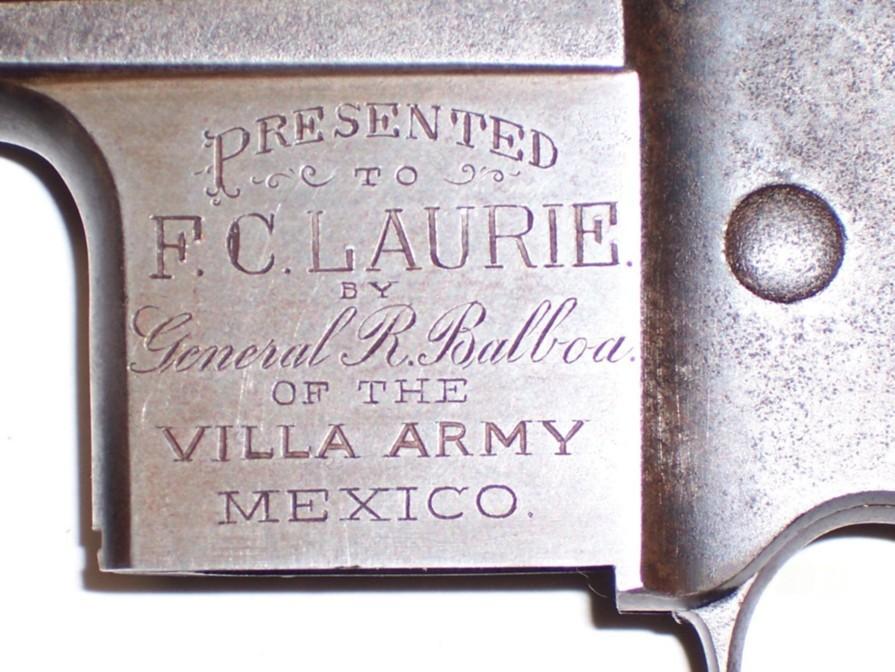 PRESENTED
TO
F.C. LAURIE.
BY
General R. Balboa.
OF THE
VILLA ARMY
MEXICO.